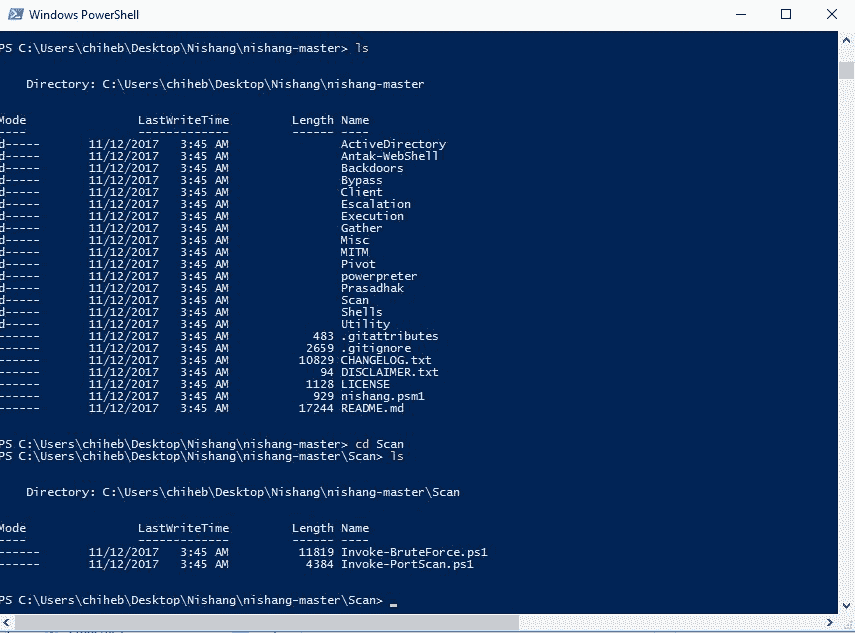 Windows PowerShell
PS C:\Users\chiheb\Desktop\Nishang\nishang-master> ls
Directory: C:\Users\chiheb\Desktop\Nishang\nishang-master
Mode LastWriteTime Length Name
---- ------------- ------ ----
d----- 11/12/2017 3:45 AM ActiveDirectory
d----- 11/12/2017 3:45 AM Antak-WebShell
d----- 11/12/2017 3:45 AM Backdoors
d----- 11/12/2017 3:45 AM Bypass
d----- 11/12/2017 3:45 AM Client
d----- 11/12/2017 3:45 AM Escalation
d----- 11/12/2017 3:45 AM Execution
d----- 11/12/2017 3:45 AM Gather
d----- 11/12/2017 3:45 AM Misc
d----- 11/12/2017 3:45 AM MITM
d----- 11/12/2017 3:45 AM Pivot
d----- 11/12/2017 3:45 AM powerpreter
d----- 11/12/2017 3:45 AM Prasadhak
d----- 11/12/2017 3:45 AM Scan
d----- 11/12/2017 3:45 AM Shells
d----- 11/12/2017 3:45 AM Utility
------ 11/12/2017 3:45 AM 483 .gitattributes
------ 11/12/2017 3:45 AM 2659 .gitignore
------ 11/12/2017 3:45 AM 10829 CHANGELOG.txt
------ 11/12/2017 3:45 AM 94 DISCLAIMER.txt
------ 11/12/2017 3:45 AM 1128 LICENSE
------ 11/12/2017 3:45 AM 929 nishang.psm1
------ 11/12/2017 3:45 AM 17244 README.md
PS C:\Users\chiheb\Desktop\Nishang\nishang-master> cd Scan
PS C:\Users\chiheb\Desktop\Nishang\nishang-master\Scan> ls
Directory: C:\Users\chiheb\Desktop\Nishang\nishang-master\Scan
Mode LastWriteTime Length Name
---- ------------- ------ ----
------ 11/12/2017 3:45 AM 11819 Invoke-BruteForce.ps1
------ 11/12/2017 3:45 AM 4384 Invoke-PortScan.ps1
PS C:\Users\chiheb\Desktop\Nishang\nishang-master\Scan> _